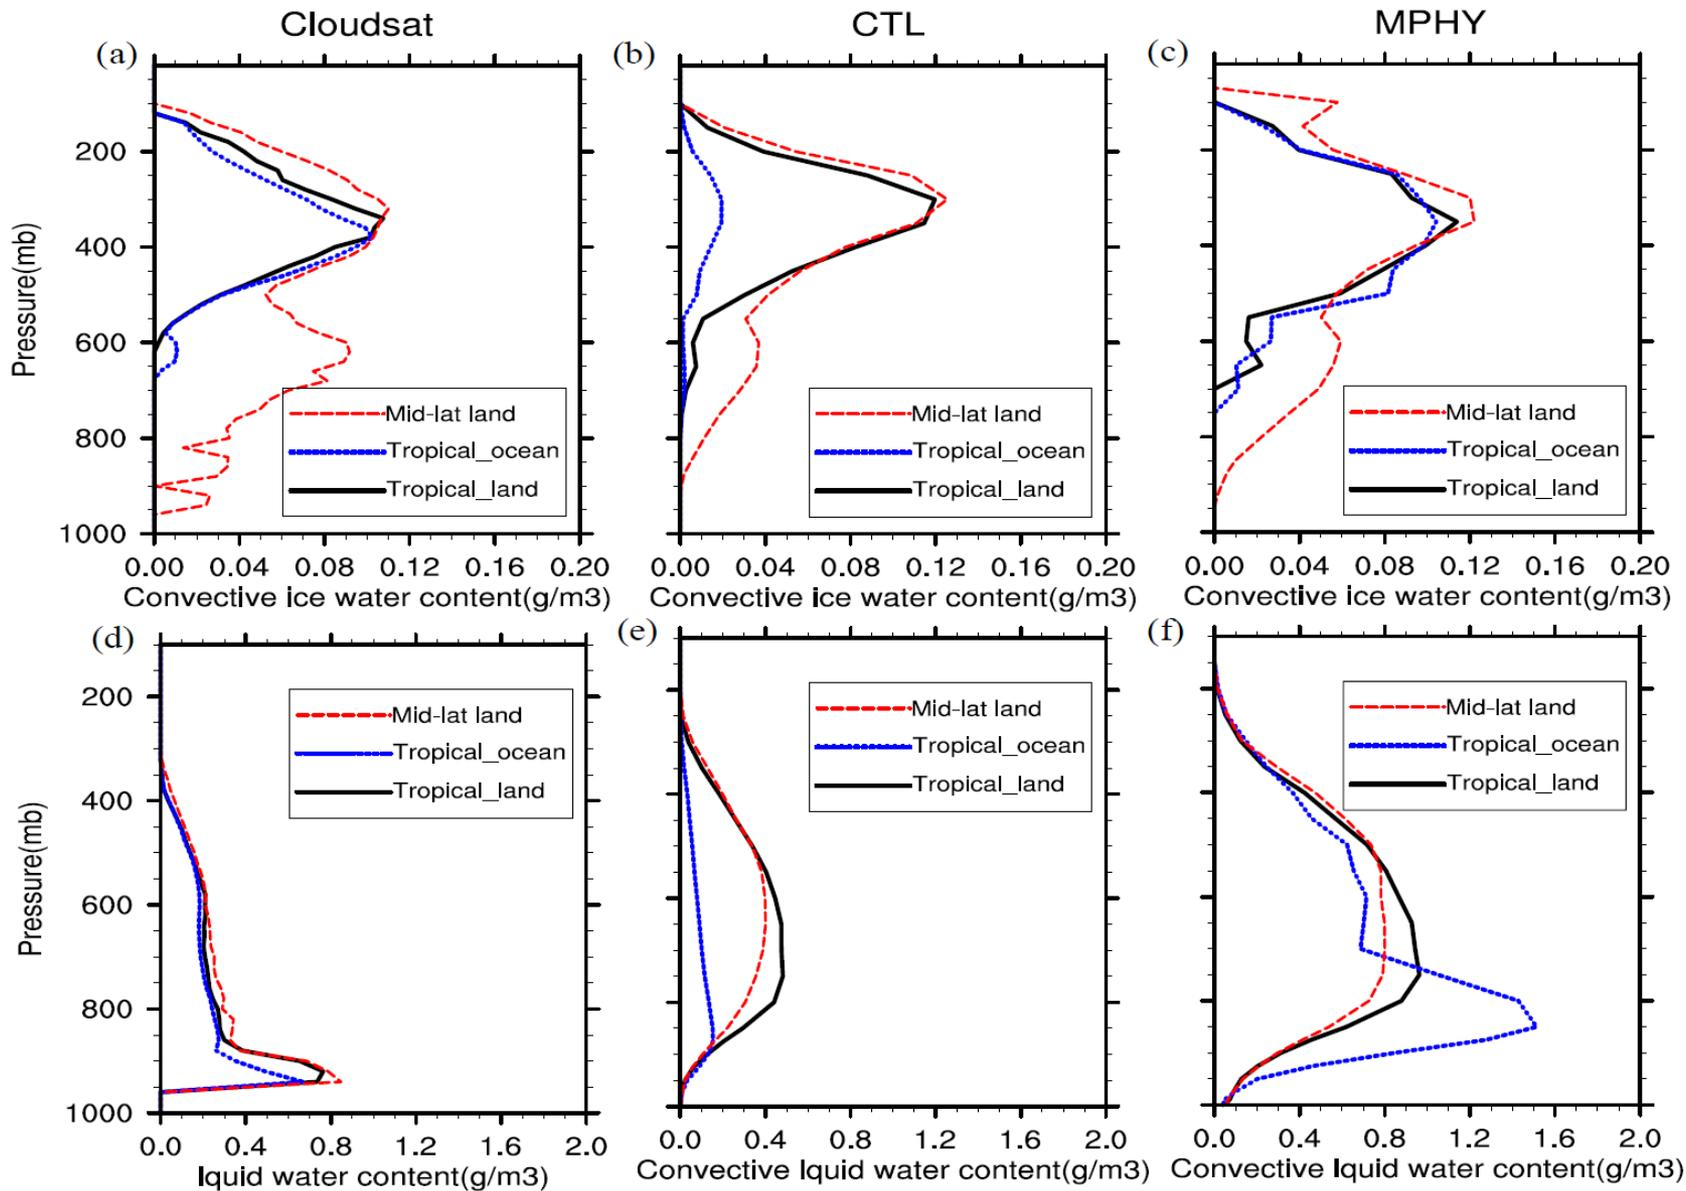 Cloudsat
CTL
MPHY
(a)
(b)
(c)
Pressure(mb)
200
400
600
800
1000
Mid-lat land
Tropical_ocean
Tropical_land
Mid-lat land
Tropical_ocean
Tropical_land
Mid-lat land
Tropical_ocean
Tropical_land
0.00 0.04 0.08 0.12 0.16 0.20
0.00 0.04 0.08 0.12 0.16 0.20
0.00 0.04 0.08 0.12 0.16 0.20
Convective ice water content(g/m3)
Convective ice water content(g/m3)
Convective ice water content(g/m3)
(d)
(e)
(f)
Pressure(mb)
200
400
600
800
1000
Mid-lat land
Tropical_ocean
Tropical_land
Mid-lat land
Tropical_ocean
Tropical_land
Mid-lat land
Tropical_ocean
Tropical_land
0.0 0.4 0.8 1.2 1.6 2.0
0.0 0.4 0.8 1.2 1.6 2.0
0.0 0.4 0.8 1.2 1.6 2.0
lquid water content(g/m3)
Convective lquid water content(g/m3)
Convective lquid water content(g/m3)